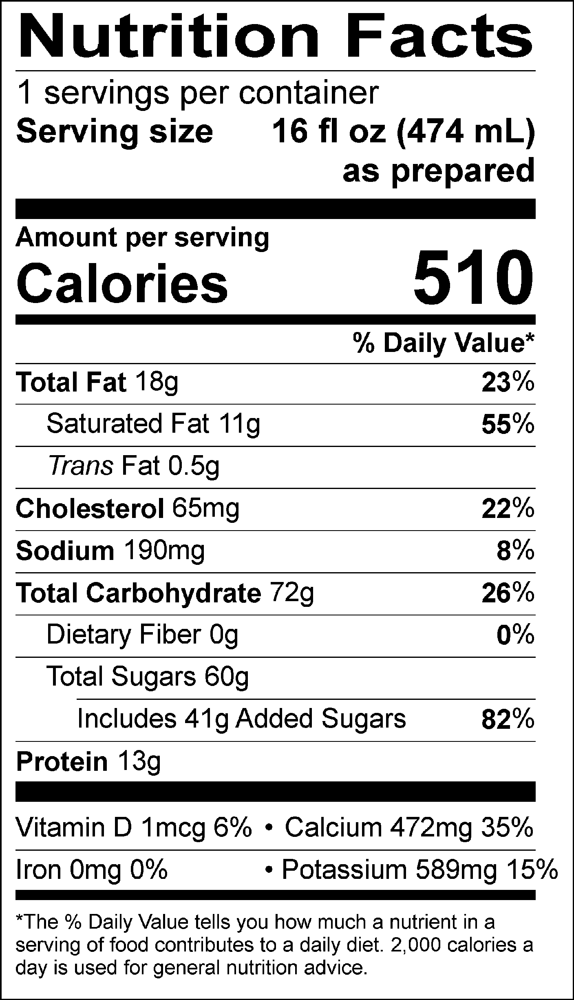 Nutrition Facts
1 servings per container
Serving size 16 fl oz (474 mL)
as prepared
Amount per serving
Calories 510
% Daily Value*
Total Fat 18g 23%
Saturated Fat 11g 55%
Trans Fat 0.5g
Cholesterol 65mg 22%
Sodium 190mg 8%
Total Carbohydrate 72g 26%
Dietary Fiber 0g 0%
Total Sugars 60g
Includes 41g Added Sugars 82%
Protein 13g
Vitamin D 1mcg 6% • Calcium 472mg 35%
Iron 0mg 0% • Potassium 589mg 15%
*The % Daily Value tells you how much a nutrient in a
serving of food contributes to a daily diet. 2,000 calories a
day is used for general nutrition advice.